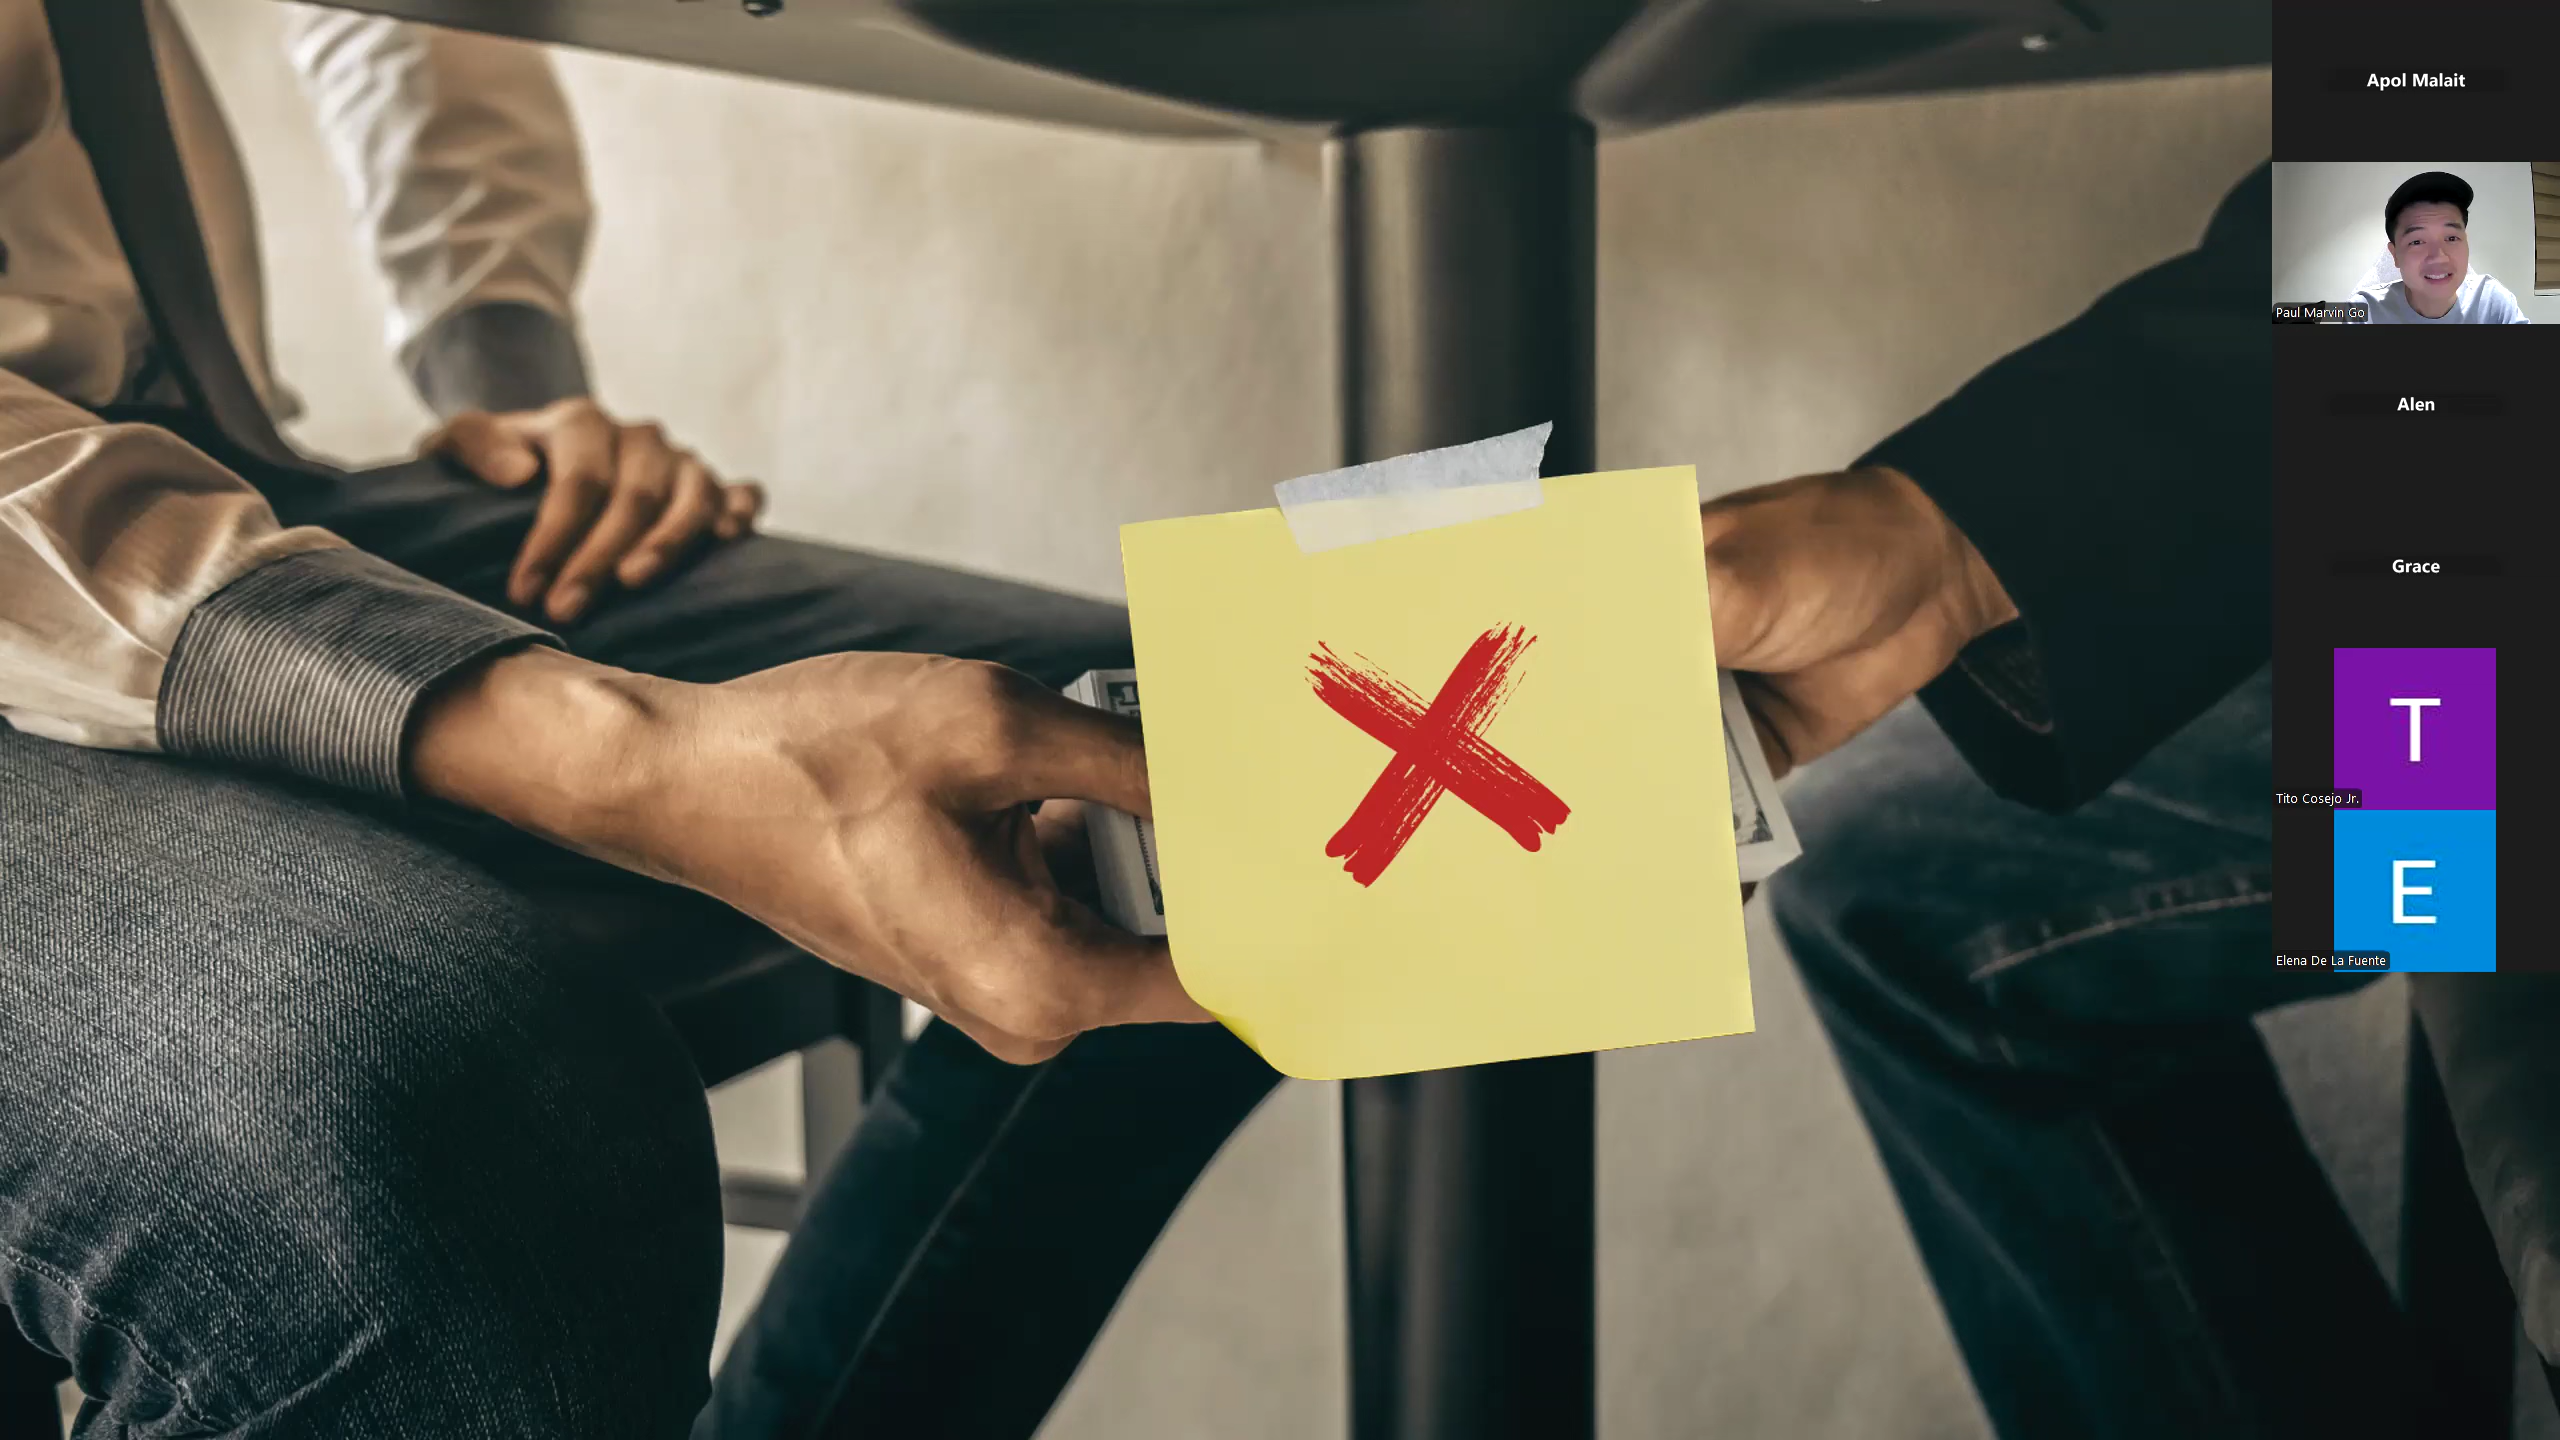 Apol Malait
Paul Marvin Go
Alen
Grace
T
Tito Cosejo Jr.
E
Elena De La Fuente